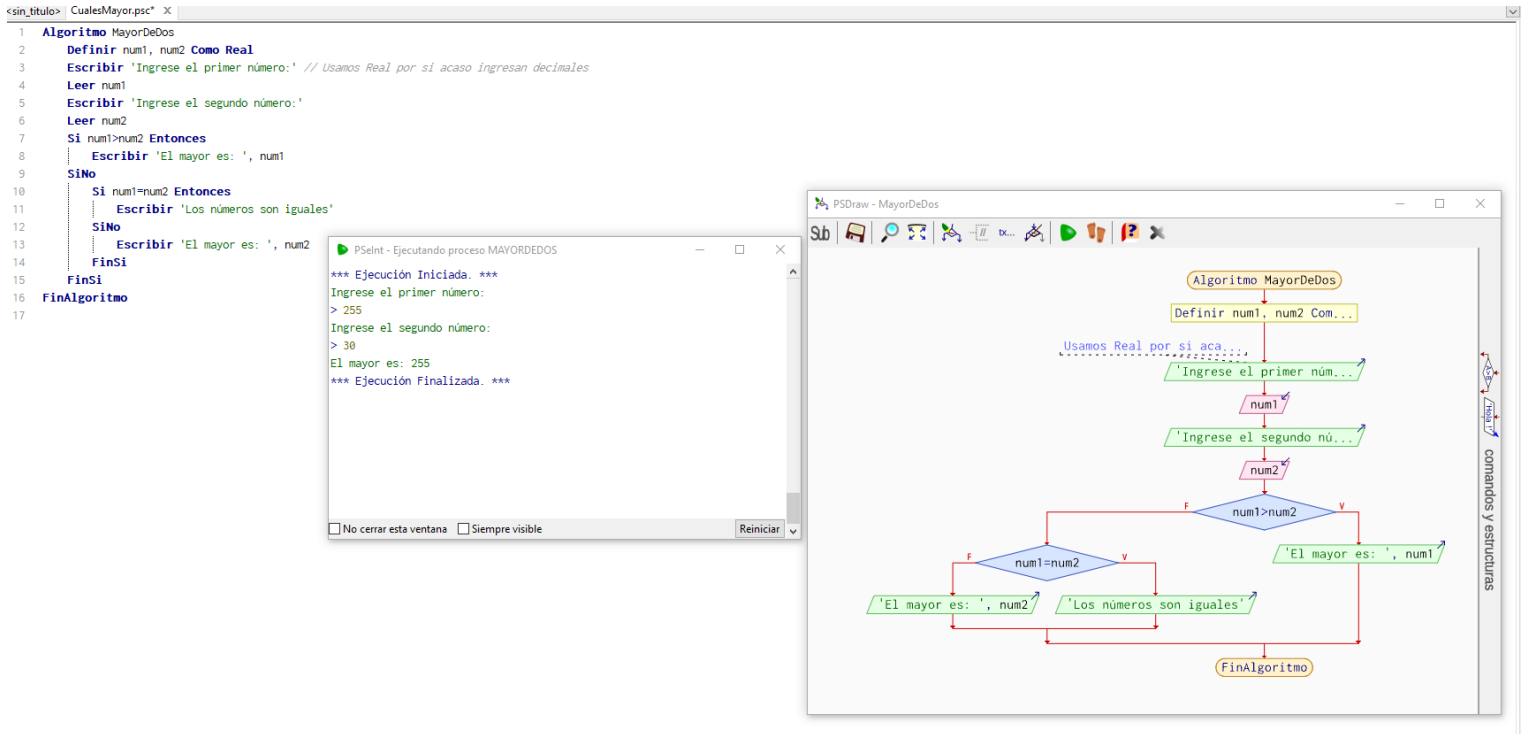 <sin_titulo> CualesMayor.psc* X
1 Algoritmo MayorDeDos
2 Definir num1, num2 Como Real
3 Escribir 'Ingrese el primer número:' // Usamos Real por si acaso ingresan decimales
4 Leer num1
5 Escribir 'Ingrese el segundo número:'
6 Leer num2
7 Si num1>num2 Entonces
8 Escribir 'El mayor es: ', num1
9 SiNo
10 Si num1=num2 Entonces
11 Escribir 'Los números son iguales'
12 SiNo
13 Escribir 'El mayor es: ', num2
14 FinSi
15 FinSi
16 FinAlgoritmo
17
PSeInt - Ejecutando proceso MAYORDEDOS
*** Ejecución Iniciada. ***
Ingrese el primer número:
> 255
Ingrese el segundo número:
> 30
El mayor es: 255
*** Ejecución Finalizada. ***
No cerrar esta ventana Siempre visible Reiniciar
PSDraw - MayorDeDos
Sub // tx...
Algoritmo MayorDeDos
Definir num1, num2 Com...
Usamos Real por si aca...
'Ingrese el primer núm...
num1
'Ingrese el segundo nú...
num2
F num1>num2 V
'El mayor es: ', num1
F num1=num2 V
'El mayor es: ', num2
'Los números son iguales'
FinAlgoritmo
A>B
'Hola !'
comandos y estructuras